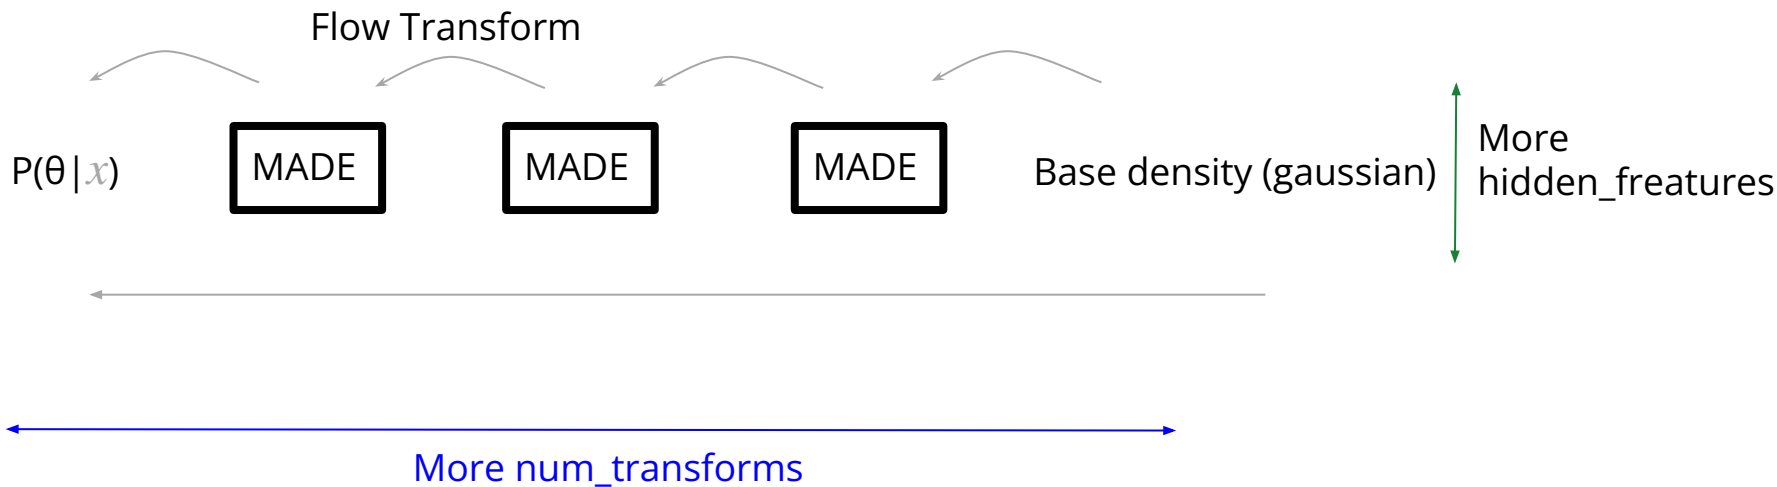 Flow Transform
P(θ|x)
MADE
MADE
MADE
Base density (gaussian)
More
hidden_freatures
More num_transforms